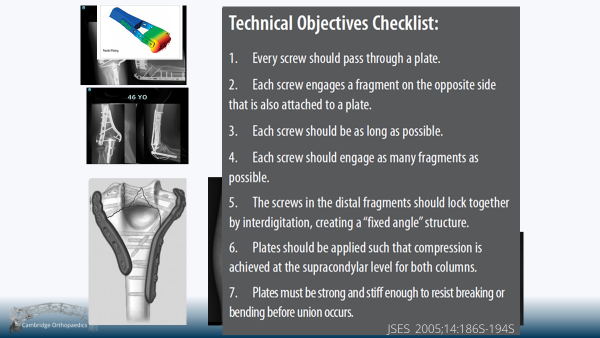 Technical Objectives Checklist:
1. Every screw should pass through a plate.
2. Each screw engages a fragment on the opposite side
that is also attached to a plate.
3. Each screw should be as long as possible.
4. Each screw should engage as many fragments as
possible.
5. The screws in the distal fragments should lock together
by interdigitation, creating a “fixed angle” structure.
6. Plates should be applied such that compression is
achieved at the supracondylar level for both columns.
7. Plates must be strong and stiff enough to resist breaking or
bending before union occurs.
JSES 2005;14:186S-194S
46 YO
Cambridge Orthopaedics